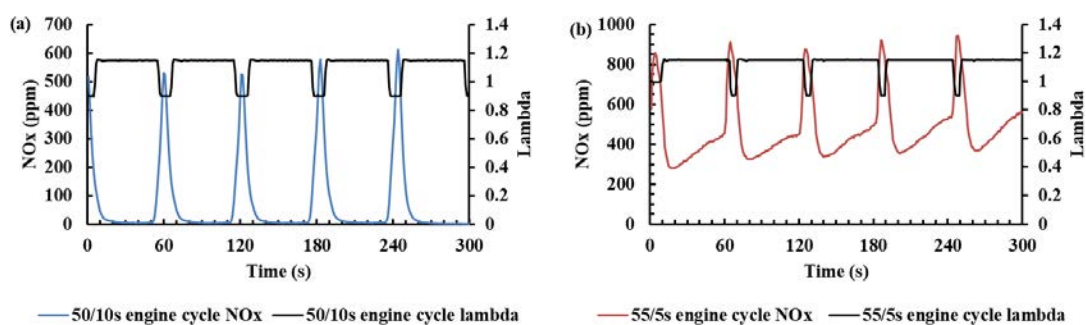 (a)
700
600
500
400
300
200
100
0
NOx (ppm)
1.4
1.2
1
0.8
0.6
0.4
0.2
0
Lambda
0 60 120 180 240 300
Time (s)
50/10s engine cycle NOx 50/10s engine cycle lambda
(b)
1000
800
600
400
200
0
NOx (ppm)
1.4
1.2
1
0.8
0.6
0.4
0.2
0
Lambda
0 60 120 180 240 300
Time (s)
55/5s engine cycle NOx 55/5s engine cycle lambda